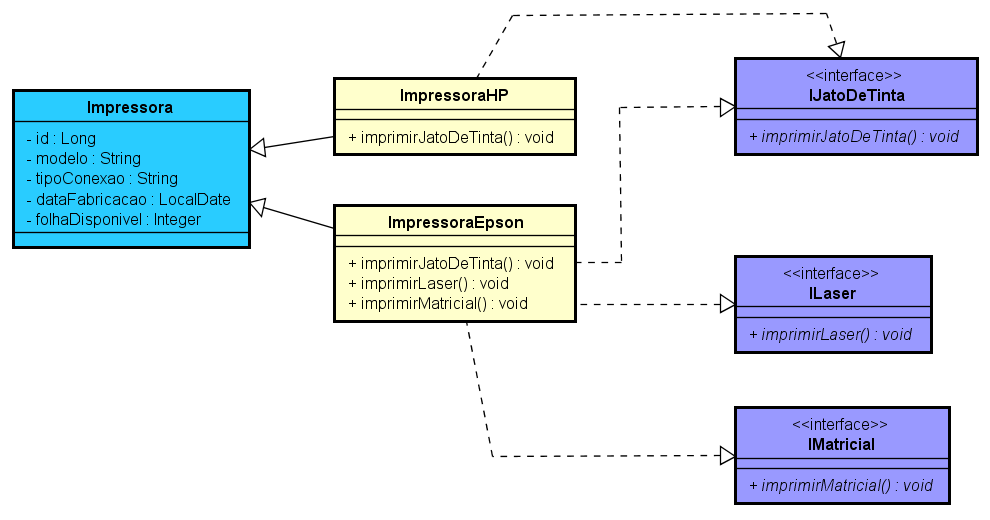 Impressora
- id : Long
- modelo : String
- tipoConexao : String
- dataFabricacao : LocalDate
- folhaDisponivel : Integer
ImpressoraHP
+ imprimirJatoDeTinta() : void
ImpressoraEpson
+ imprimirJatoDeTinta() : void
+ imprimirLaser() : void
+ imprimirMatricial() : void
<<interface>>
IJatoDeTinta
+ imprimirJatoDeTinta() : void
<<interface>>
ILaser
+ imprimirLaser() : void
<<interface>>
IMatricial
+ imprimirMatricial() : void